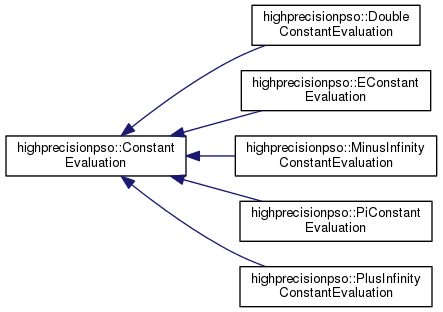 highprecisionpso::Double
ConstantEvaluation
highprecisionpso::EConstant
Evaluation
highprecisionpso::Constant
Evaluation
highprecisionpso::MinusInfinity
ConstantEvaluation
highprecisionpso::PiConstant
Evaluation
highprecisionpso::PlusInfinity
ConstantEvaluation